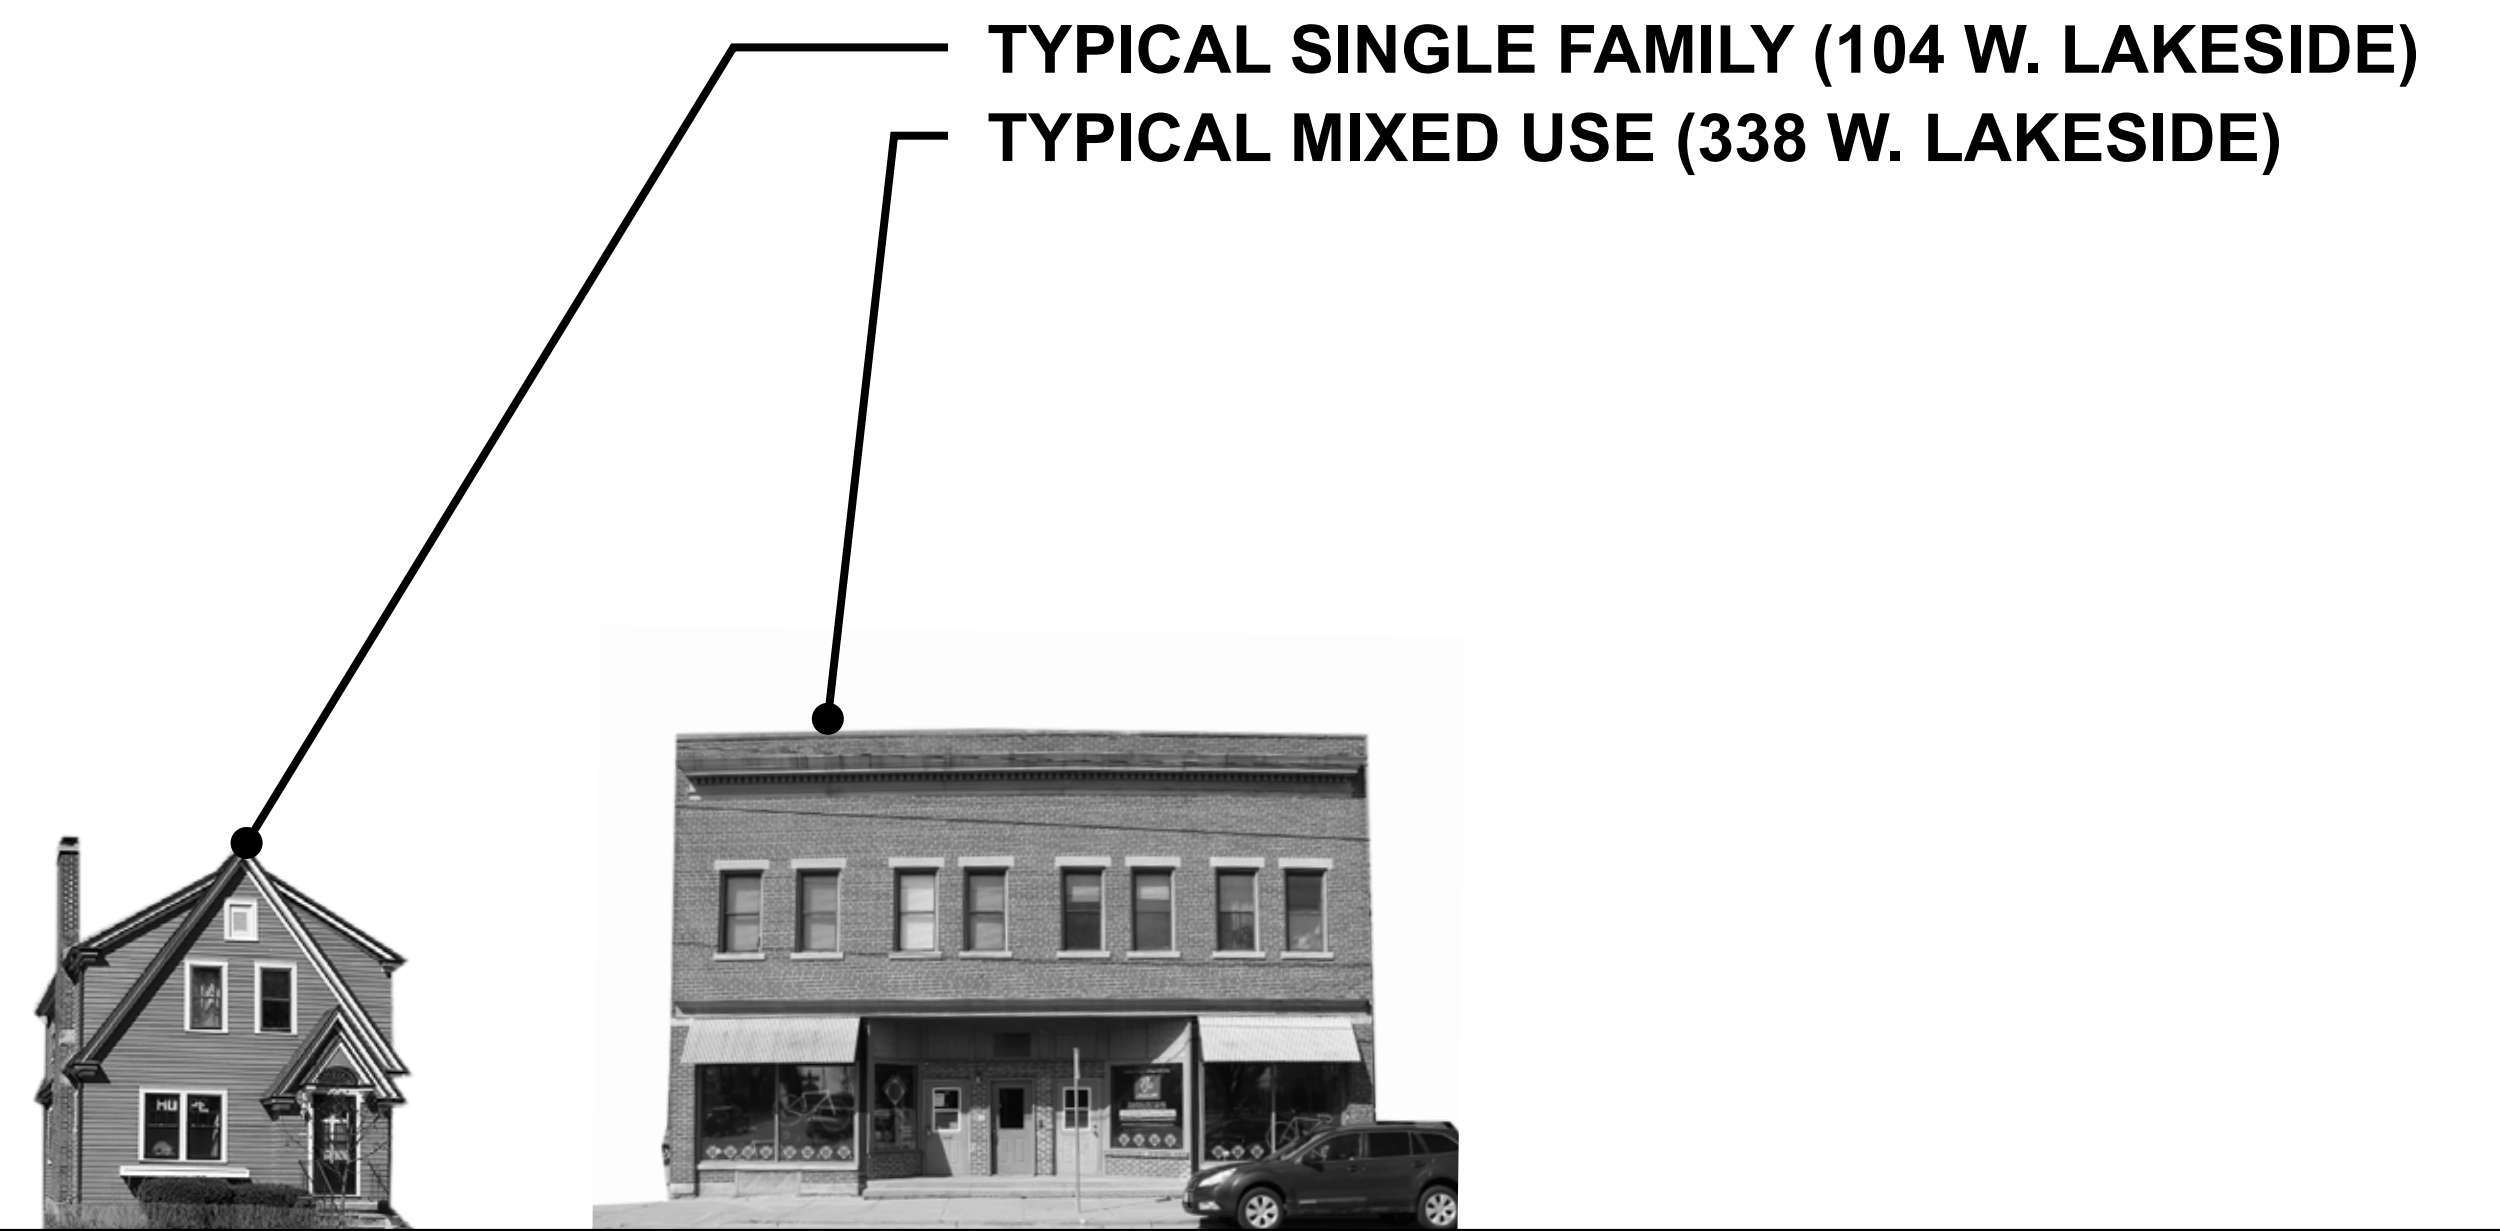 TYPICAL SINGLE FAMILY (104 W. LAKESIDE)
TYPICAL MIXED USE (338 W. LAKESIDE)